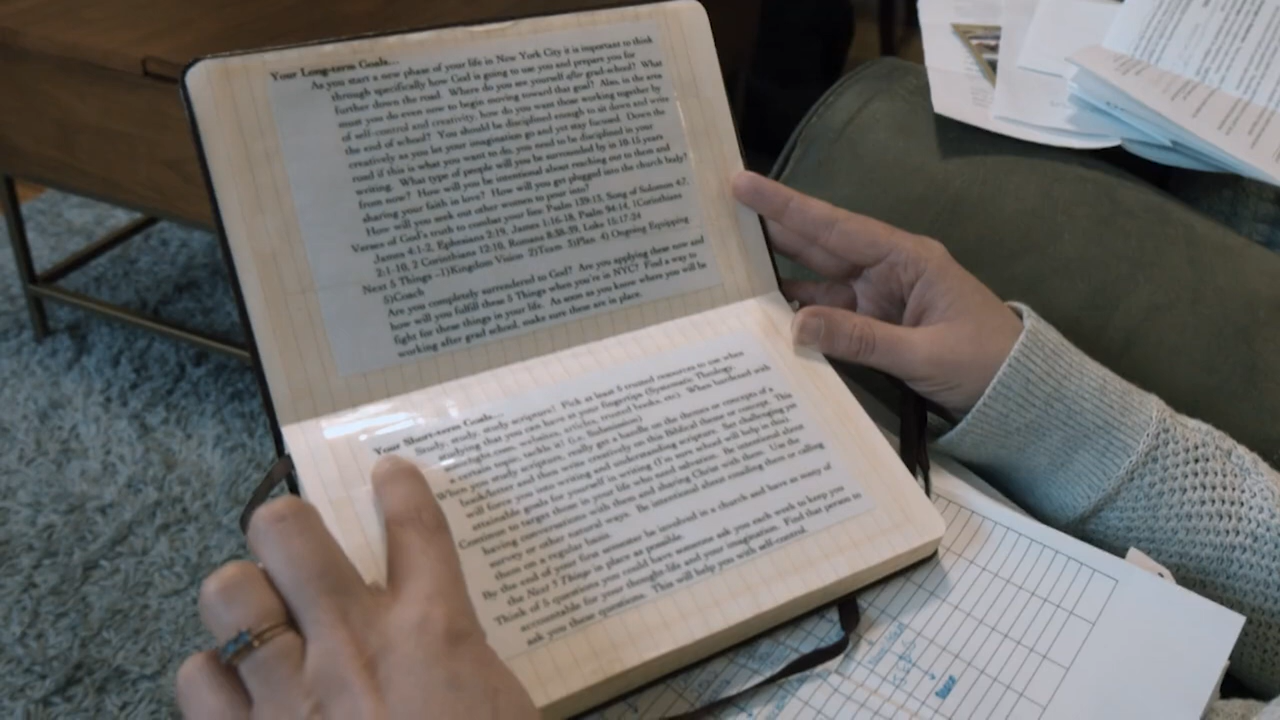 Your Long-term Goals...
As you start a new phase of your life in New York City it is important to think
through specifically how God is going to use you and prepare you for
further down the road. Where do you see yourself after grad-school? What
must you do even now to begin moving toward that goal? Also, in the area
of self-control and creativity, how do you want those working together by
the end of school? You should be disciplined enough to sit down and write
creatively as you let your imagination go and yet stay focused. Down the
road if this is what you want to do, you need to be disciplined in your
writing. What type of people will you be surrounded by in 10-15 years
from now? How will you be intentional about reaching out to them and
sharing your faith in love? How will you get plugged into the church body?
How will you seek out other women to pour into?
Verses of God's truth to combat your lies: Psalm 139:13, Song of Solomon 4:7,
James 4:1-2, Ephesians 2:19, James 1:16-18, Psalm 94:14, 1Corinthians
2:1-10, 2 Corinthians 12:10, Romans 8:38-39, Luke 15:17-24
Next 5 Things -1)Kingdom Vision 2)Team 3)Plan 4) Ongoing Equipping
5)Coach
Are you completely surrendered to God? Are you applying these now and
how will you fulfill these 5 Things when you're in NYC? Find a way to
fight for these things in your life. As soon as you know where you will be
working after grad school, make sure these are in place.
Your Short-term Goals...
Study, study, study scripture! Pick at least 5 trusted resources to use when
studying that you can have at your fingertips (Systematic Theology,
websites, articles, trusted books, etc). When burdened with
a certain topic, tackle it! (i.e. Submission)
When you study scripture, really get a handle on the themes or concepts of a
book/letter and then write creatively on this Biblical theme or concept. This
will force you into writing and understanding scripture. Set challenging yet
attainable goals for yourself in writing (I'm sure school will help in this).
Continue to target those in your life who need salvation. Be intentional about
having conversations with them and sharing Christ with them. Use the
survey or other natural ways. Be intentional about emailing them or calling
them on a regular basis.
By the end of your first semester be involved in a church and have as many of
the Next 5 Things in place as possible.
Think of 5 questions you could have someone ask you each week to keep you
accountable for your thought-life and your imagination. Find that person to
ask you these questions. This will help you with self-control.